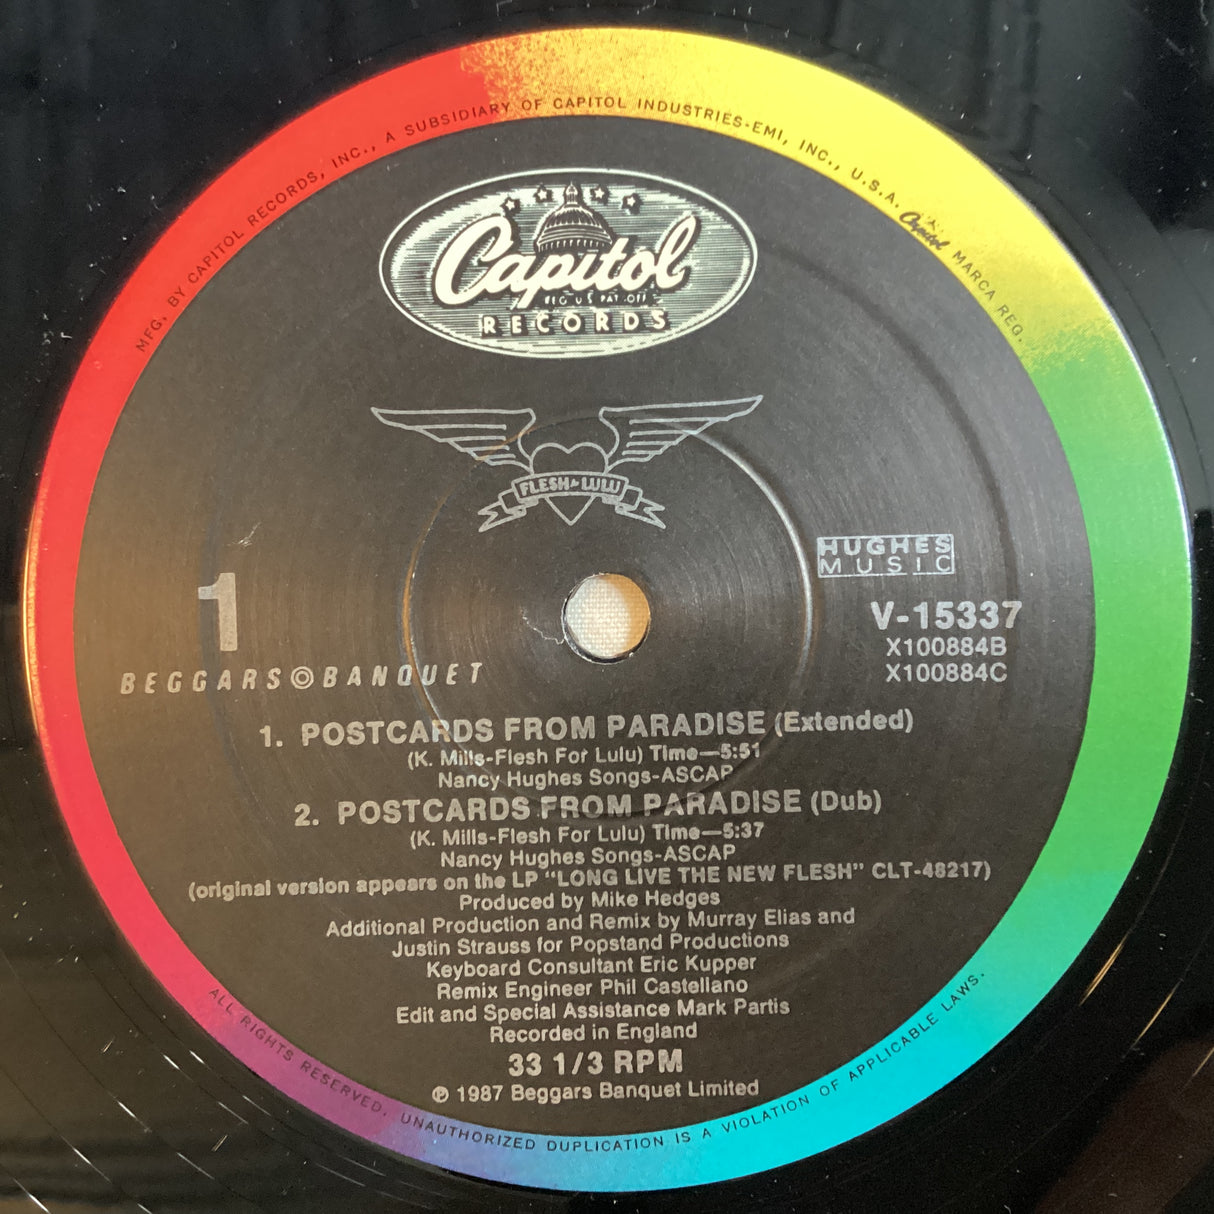 MFG. BY CAPITOL RECORDS, INC., A SUBSIDIARY OF CAPITOL INDUSTRIES-EMI, INC., U.S.A. Capitol MARCA REG.
Capitol
REG. U.S. PAT. OFF.
RECORDS
FLESH for LULU
HUGHES
MUSIC
1
V-15337
X100884B
X100884C
BEGGARS BANQUET
1. POSTCARDS FROM PARADISE (Extended)
(K. Mills-Flesh For Lulu) Time—5:51
Nancy Hughes Songs-ASCAP
2. POSTCARDS FROM PARADISE (Dub)
(K. Mills-Flesh For Lulu) Time—5:37
Nancy Hughes Songs-ASCAP
(original version appears on the LP "LONG LIVE THE NEW FLESH" CLT-48217)
Produced by Mike Hedges
Additional Production and Remix by Murray Elias and
Justin Strauss for Popstand Productions
Keyboard Consultant Eric Kupper
Remix Engineer Phil Castellano
Edit and Special Assistance Mark Partis
Recorded in England
33 1/3 RPM
℗ 1987 Beggars Banquet Limited
ALL RIGHTS RESERVED. UNAUTHORIZED DUPLICATION IS A VIOLATION OF APPLICABLE LAWS.